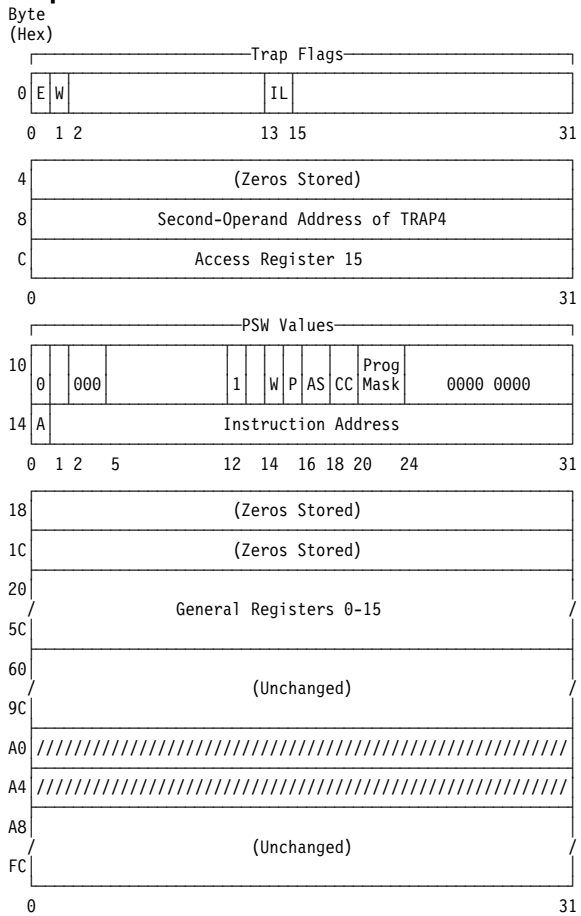 Byte
(Hex)
Trap Flags
0 E W IL
0 1 2 13 15 31
4 (Zeros Stored)
8 Second-Operand Address of TRAP4
C Access Register 15
0 31
PSW Values
10 0 000 1 W P AS CC Prog Mask 0000 0000
14 A Instruction Address
0 1 2 5 12 14 16 18 20 24 31
18 (Zeros Stored)
1C (Zeros Stored)
20
/ General Registers 0-15 /
5C
60
/ (Unchanged) /
9C
A0 /////////////////////////////////////////////////////////
A4 /////////////////////////////////////////////////////////
A8
/ (Unchanged) /
FC
0 31